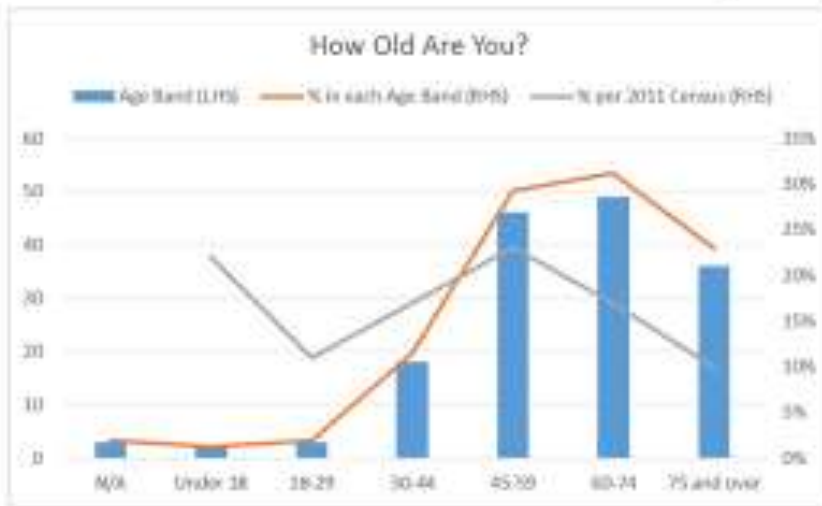 How Old Are You?
Age Band (LHS) % in each Age Band (RHS) % per 2011 Census (RHS)
60 35%
50 30%
40 25%
30 20%
20 15%
10 10%
0 5%
0%
N/A Under 18 18-29 30-44 45-59 60-74 75 and over